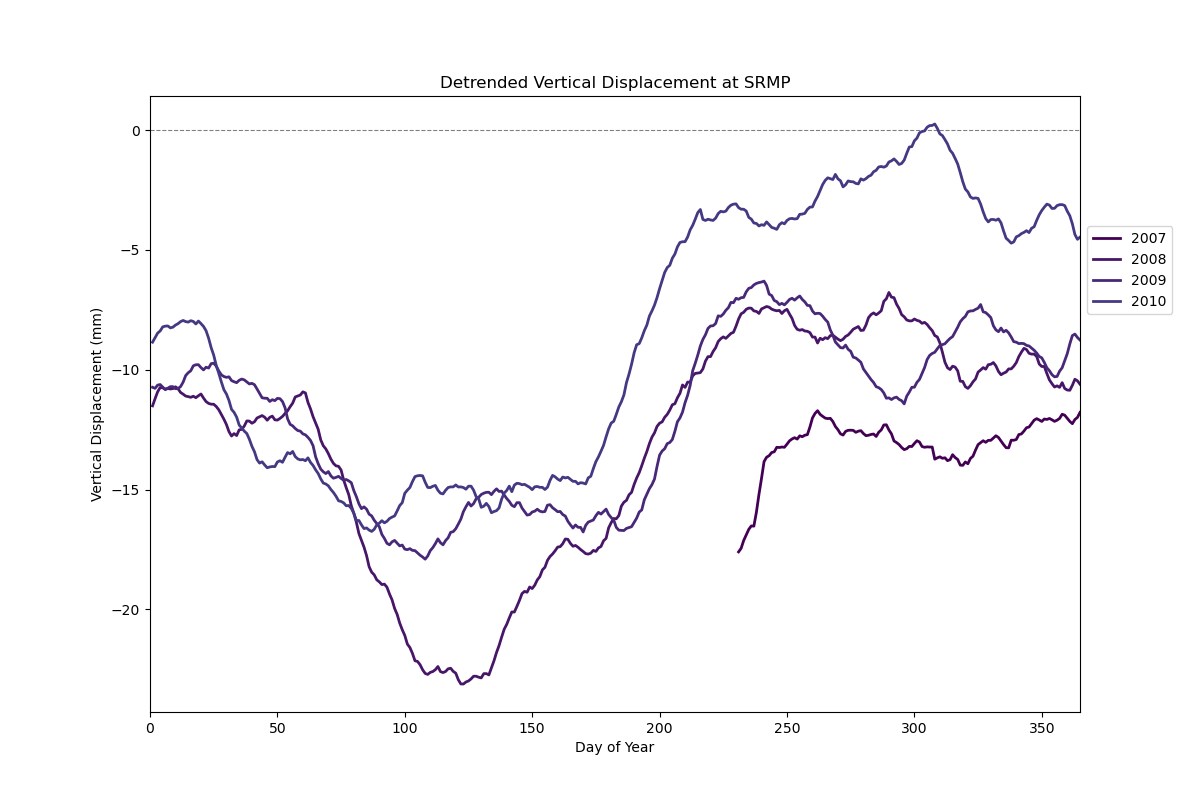 Detrended Vertical Displacement at SRMP
Vertical Displacement (mm)
0
−5
−10
−15
−20
0 50 100 150 200 250 300 350
Day of Year
2007
2008
2009
2010